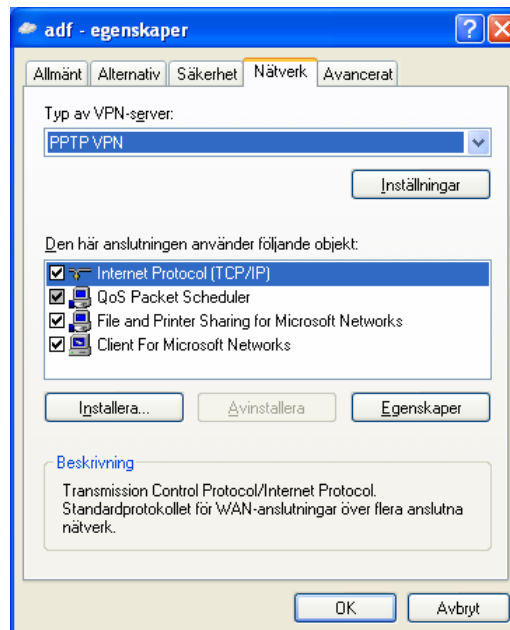 adf - egenskaper
Allmänt Alternativ Säkerhet Nätverk Avancerat
Typ av VPN-server:
PPTP VPN
Inställningar
Den här anslutningen använder följande objekt:
Internet Protocol (TCP/IP)
QoS Packet Scheduler
File and Printer Sharing for Microsoft Networks
Client For Microsoft Networks
Installera... Avinstallera Egenskaper
Beskrivning
Transmission Control Protocol/Internet Protocol.
Standardprotokollet för WAN-anslutningar över flera anslutna
nätverk.
OK Avbryt